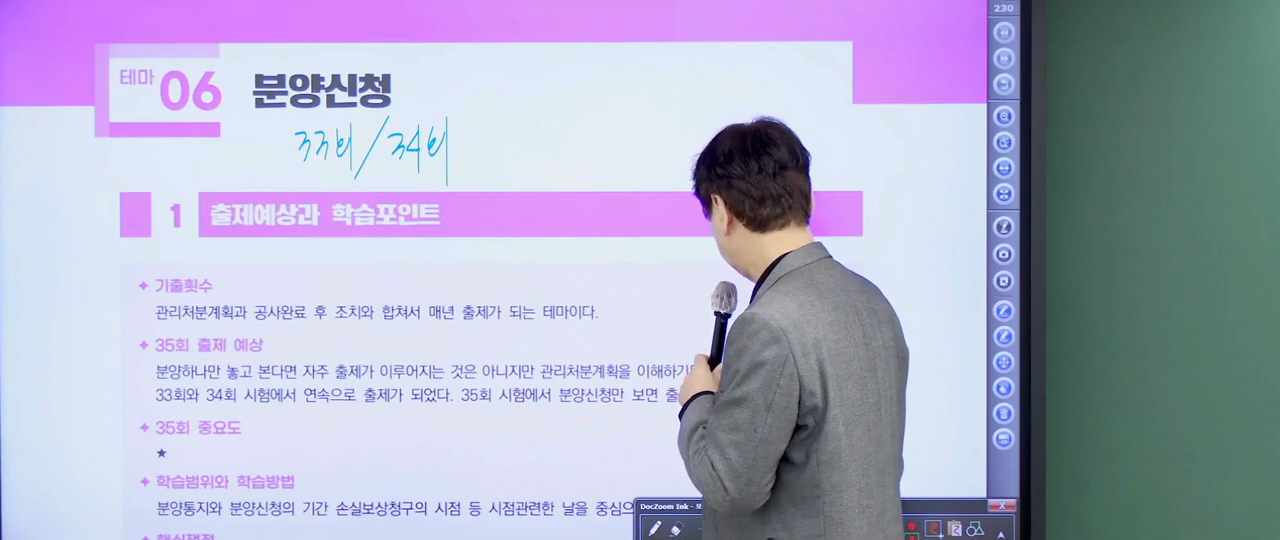 230
테마 06 분양신청
33회/34회
1 출제예상과 학습포인트
✦ 기출횟수
관리처분계획과 공사완료 후 조치와 합쳐서 매년 출제가 되는 테마이다.
✦ 35회 출제 예상
분양하나만 놓고 본다면 자주 출제가 이루어지는 것은 아니지만 관리처분계획을 이해하기
33회와 34회 시험에서 연속으로 출제가 되었다. 35회 시험에서 분양신청만 보면
✦ 35회 중요도
★
✦ 학습범위와 학습방법
분양통지와 분양신청의 기간 손실보상청구의 시점 등 시점관련한 날을
✦ 핵심쟁점
DocZoom Ink -